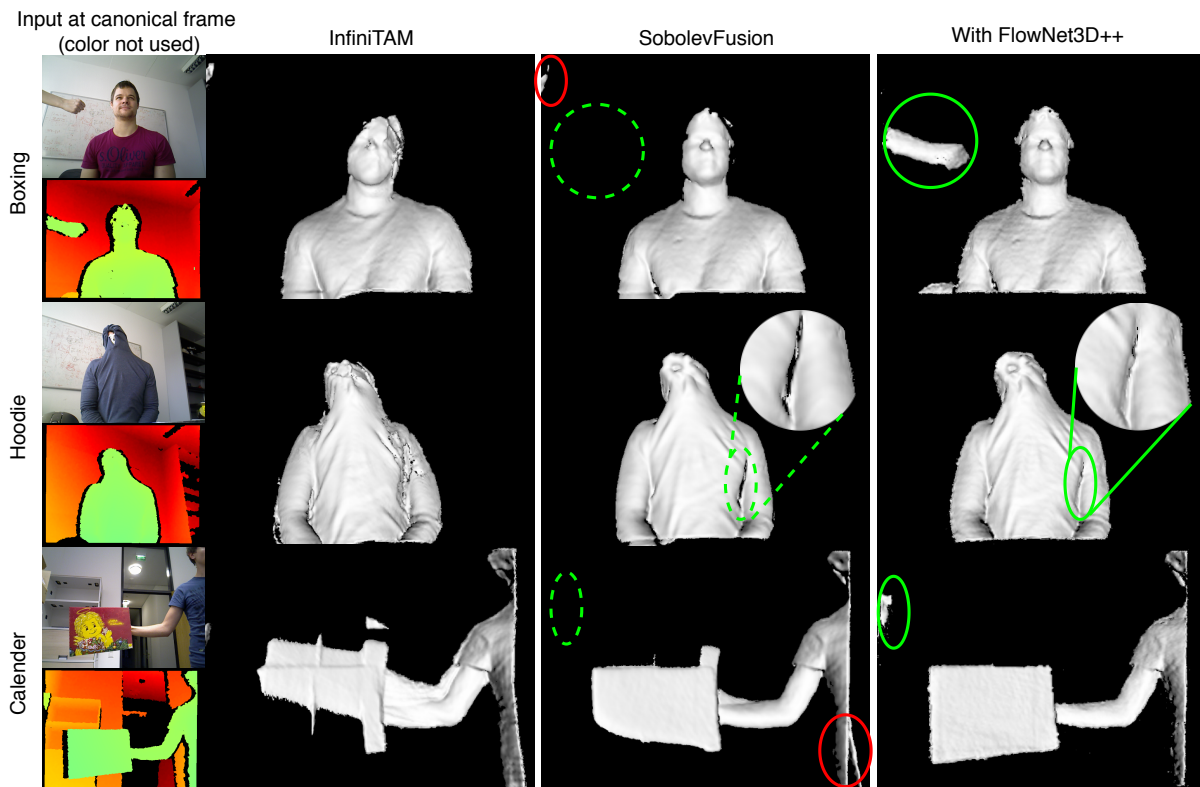 Input at canonical frame
(color not used)
InfiniTAM
SobolevFusion
With FlowNet3D++
Boxing
Hoodie
Calender